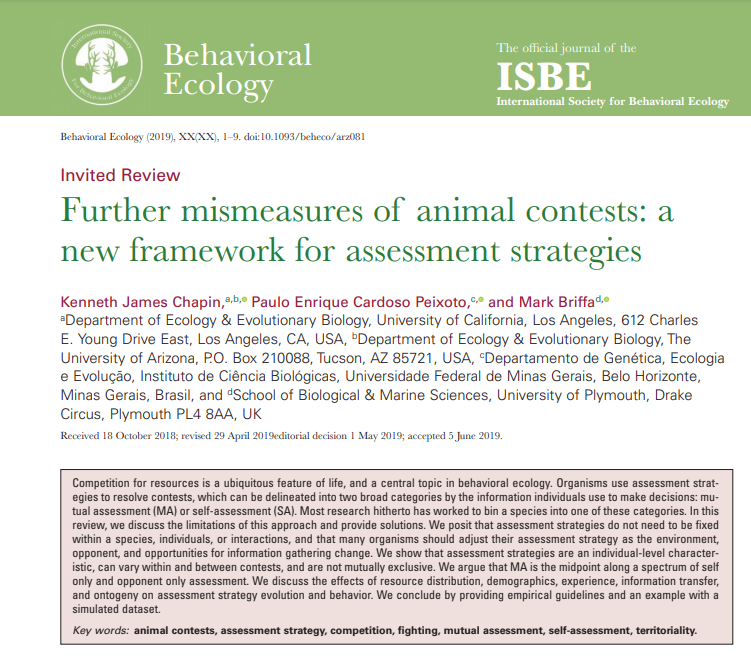 International Society
For Behavioral Ecology
Behavioral
Ecology
The official journal of the
ISBE
International Society for Behavioral Ecology
Behavioral Ecology (2019), XX(XX), 1–9. doi:10.1093/beheco/arz081
Invited Review
Further mismeasures of animal contests: a
new framework for assessment strategies
Kenneth James Chapin,a,b, Paulo Enrique Cardoso Peixoto,c, and Mark Briffad,
aDepartment of Ecology & Evolutionary Biology, University of California, Los Angeles, 612 Charles
E. Young Drive East, Los Angeles, CA, USA, bDepartment of Ecology & Evolutionary Biology, The
University of Arizona, P.O. Box 210088, Tucson, AZ 85721, USA, cDepartamento de Genética, Ecologia
e Evolução, Instituto de Ciência Biológicas, Universidade Federal de Minas Gerais, Belo Horizonte,
Minas Gerais, Brasil, and dSchool of Biological & Marine Sciences, University of Plymouth, Drake
Circus, Plymouth PL4 8AA, UK
Received 18 October 2018; revised 29 April 2019editorial decision 1 May 2019; accepted 5 June 2019.
Competition for resources is a ubiquitous feature of life, and a central topic in behavioral ecology. Organisms use assessment strat-
egies to resolve contests, which can be delineated into two broad categories by the information individuals use to make decisions: mu-
tual assessment (MA) or self-assessment (SA). Most research hitherto has worked to bin a species into one of these categories. In this
review, we discuss the limitations of this approach and provide solutions. We posit that assessment strategies do not need to be fixed
within a species, individuals, or interactions, and that many organisms should adjust their assessment strategy as the environment,
opponent, and opportunities for information gathering change. We show that assessment strategies are an individual-level character-
istic, can vary within and between contests, and are not mutually exclusive. We argue that MA is the midpoint along a spectrum of self
only and opponent only assessment. We discuss the effects of resource distribution, demographics, experience, information transfer,
and ontogeny on assessment strategy evolution and behavior. We conclude by providing empirical guidelines and an example with a
simulated dataset.
Key words: animal contests, assessment strategy, competition, fighting, mutual assessment, self-assessment, territoriality.